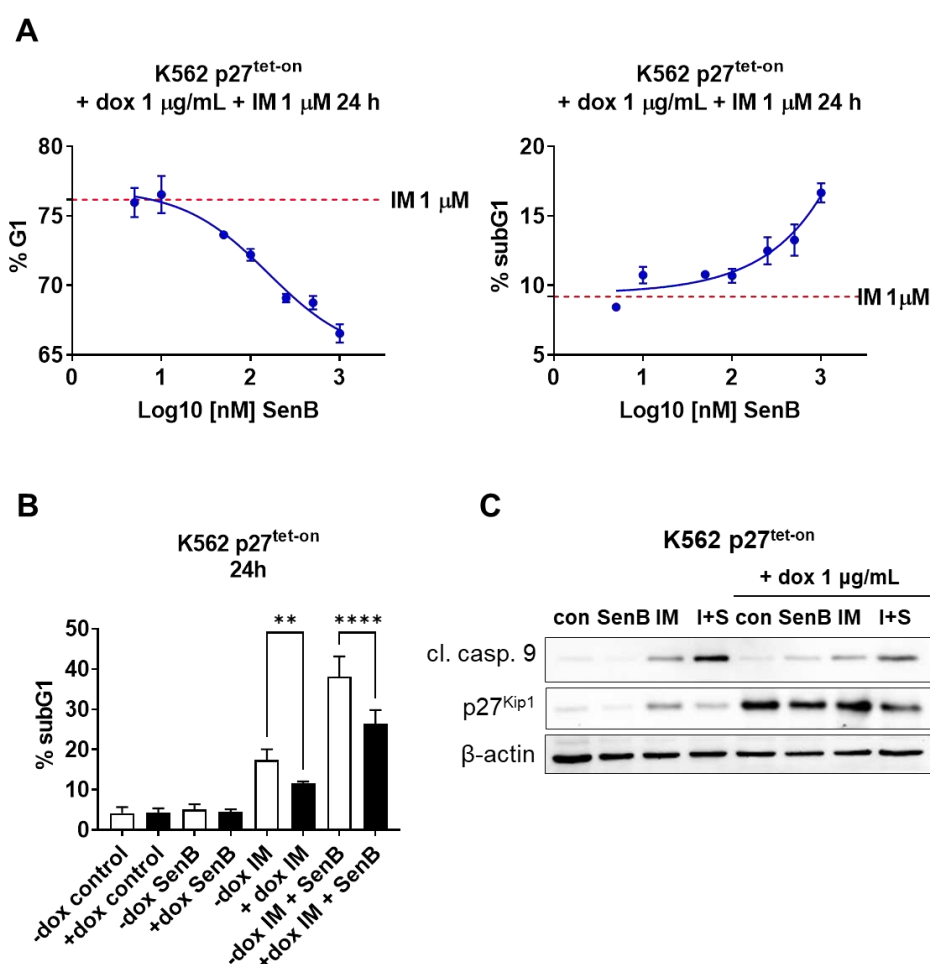 A
K562 p27tet-on
+ dox 1 μg/mL + IM 1 μM 24 h
% G1
80
75
70
65
0
1
2
3
Log10 [nM] SenB
IM 1 μM
K562 p27tet-on
+ dox 1 μg/mL + IM 1 μM 24 h
% subG1
20
15
10
5
0
1
2
3
Log10 [nM] SenB
IM 1μM
B
K562 p27tet-on
24h
% subG1
50
40
30
20
10
0
**
****
-dox control
+dox control
-dox SenB
+dox SenB
-dox IM
+ dox IM
-dox IM + SenB
+dox IM + SenB
C
K562 p27tet-on
+ dox 1 μg/mL
con SenB IM I+S con SenB IM I+S
cl. casp. 9
p27Kip1
β-actin